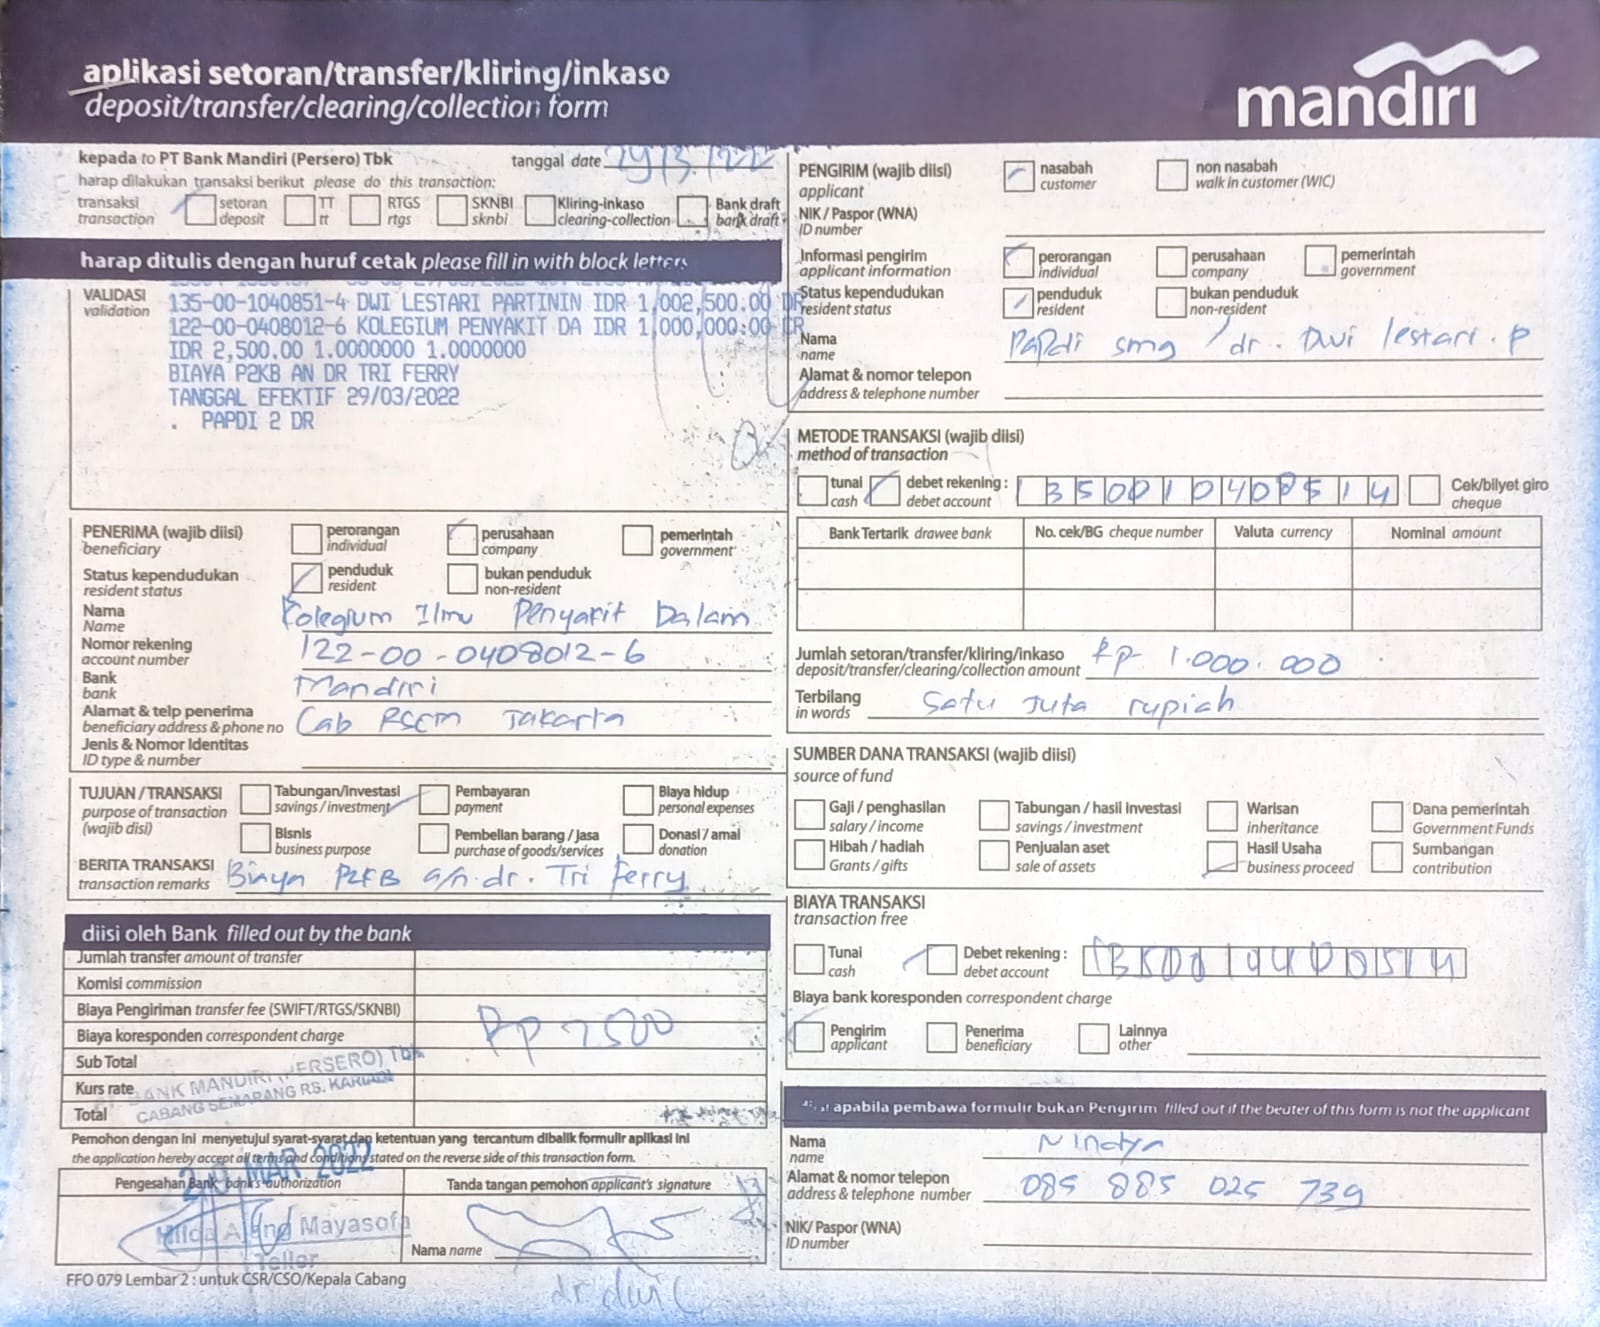 aplikasi setoran/transfer/kliring/inkaso
deposit/transfer/clearing/collection form
mandiri
kepada to PT Bank Mandiri (Persero) Tbk
tanggal date 29/3/22
harap dilakukan transaksi berikut please do this transaction:
transaksi transaction
setoran deposit
TT tt
RTGS rtgs
SKNBI sknbi
Kliring-inkaso clearing-collection
Bank draft bank draft
harap ditulis dengan huruf cetak please fill in with block letters
VALIDASI validation
135-00-1040851-4 DWI LESTARI PARTININ IDR 1,002,500.00 DR
122-00-0408012-6 KOLEGIUM PENYAKIT DA IDR 1,000,000.00 CR
IDR 2,500.00 1.0000000 1.0000000
BIAYA P2KB AN DR TRI FERRY
TANGGAL EFEKTIF 29/03/2022
. PAPDI 2 DR
PENERIMA (wajib diisi) beneficiary
perorangan individual
perusahaan company
pemerintah government
Status kependudukan resident status
penduduk resident
bukan penduduk non-resident
Nama Name Kolegium Ilmu Penyakit Dalam
Nomor rekening account number 122-00-0408012-6
Bank bank Mandiri
Alamat & telp penerima beneficiary address & phone no Cab RSCM Jakarta
Jenis & Nomor Identitas ID type & number
TUJUAN / TRANSAKSI purpose of transaction (wajib disi)
Tabungan/investasi savings / investment
Pembayaran payment
Biaya hidup personal expenses
Bisnis business purpose
Pembelian barang / jasa purchase of goods/services
Donasi / amal donation
BERITA TRANSAKSI transaction remarks Biaya P2KB a/n. dr. Tri Ferry
diisi oleh Bank filled out by the bank
Jumlah transfer amount of transfer
Komisi commission
Biaya Pengiriman transfer fee (SWIFT/RTGS/SKNBI)
Biaya koresponden correspondent charge
Rp 2500
Sub Total
Kurs rate
Total
BANK MANDIRI (PERSERO) Tbk
CABANG SEMARANG RS. KARIADI
Pemohon dengan ini menyetujui syarat-syarat dan ketentuan yang tercantum dibalik formulir aplikasi ini
the application hereby accept all terms and conditions stated on the reverse side of this transaction form.
MAR 2022
Pengesahan Bank bank's authorization
Tanda tangan pemohon applicant's signature
Mayasofa
Teller
Nama name
dr dwi L
FFO 079 Lembar 2 : untuk CSR/CSO/Kepala Cabang
PENGIRIM (wajib diisi) applicant
nasabah customer
non nasabah walk in customer (WIC)
NIK / Paspor (WNA) ID number
Informasi pengirim applicant information
perorangan individual
perusahaan company
pemerintah government
Status kependudukan resident status
penduduk resident
bukan penduduk non-resident
Nama name Papdi smg / dr. Dwi lestari. P
Alamat & nomor telepon address & telephone number
METODE TRANSAKSI (wajib diisi) method of transaction
tunai cash
debet rekening : debet account 1350010408514
Cek/bilyet giro cheque
Bank Tertarik drawee bank
No. cek/BG cheque number
Valuta currency
Nominal amount
Jumlah setoran/transfer/kliring/inkaso deposit/transfer/clearing/collection amount Rp 1.000.000
Terbilang in words Satu Juta rupiah
SUMBER DANA TRANSAKSI (wajib diisi) source of fund
Gaji / penghasilan salary / income
Tabungan / hasil investasi savings / investment
Warisan inheritance
Dana pemerintah Government Funds
Hibah / hadiah Grants / gifts
Penjualan aset sale of assets
Hasil Usaha business proceed
Sumbangan contribution
BIAYA TRANSAKSI transaction free
Tunai cash
Debet rekening : debet account
Biaya bank koresponden correspondent charge
Pengirim applicant
Penerima beneficiary
Lainnya other
apabila pembawa formulir bukan Pengirim filled out if the beuter of this form is not the applicant
Nama name Nindya
Alamat & nomor telepon address & telephone number 085 885 025 739
NIK/ Paspor (WNA) ID number